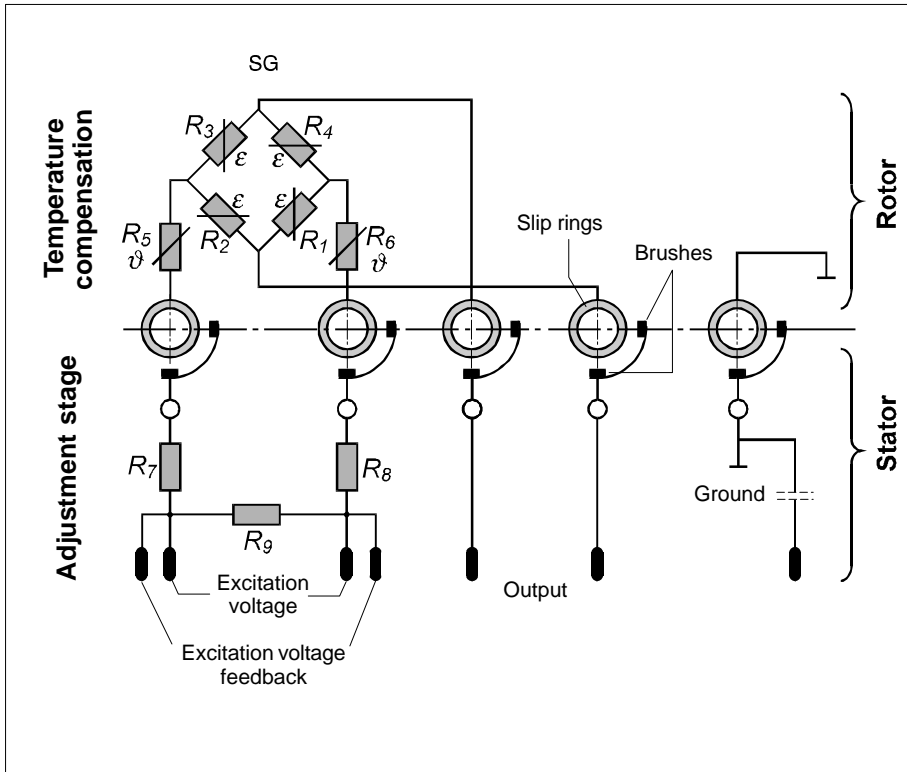 SG
Temperature
compensation
R3
R4
ε
ε
ε
ε
R5
ϑ
R2
R1
R6
ϑ
Slip rings
Brushes
Rotor
Adjustment stage
R7
R8
R9
Ground
Stator
Excitation
voltage
Output
Excitation voltage
feedback